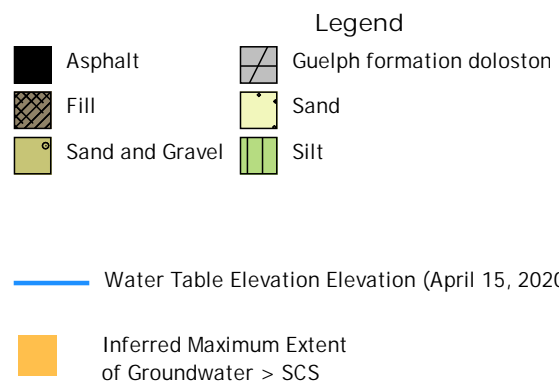 Legend
Asphalt
Guelph formation doloston
Fill
Sand
Sand and Gravel
Silt
Water Table Elevation Elevation (April 15, 2020
Inferred Maximum Extent
of Groundwater > SCS